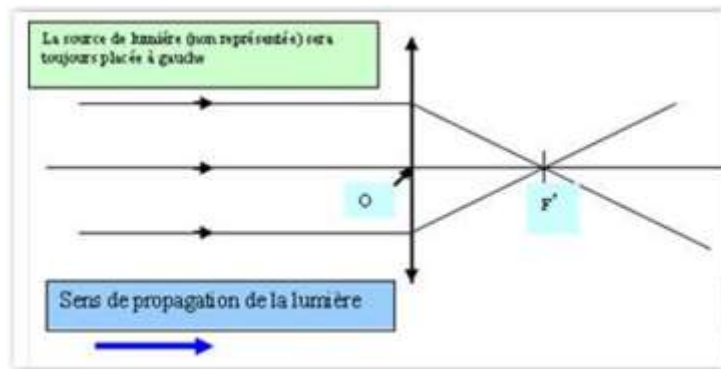 La source de lumière (non représentée) sera
toujours placée à gauche
O
F'
Sens de propagation de la lumière